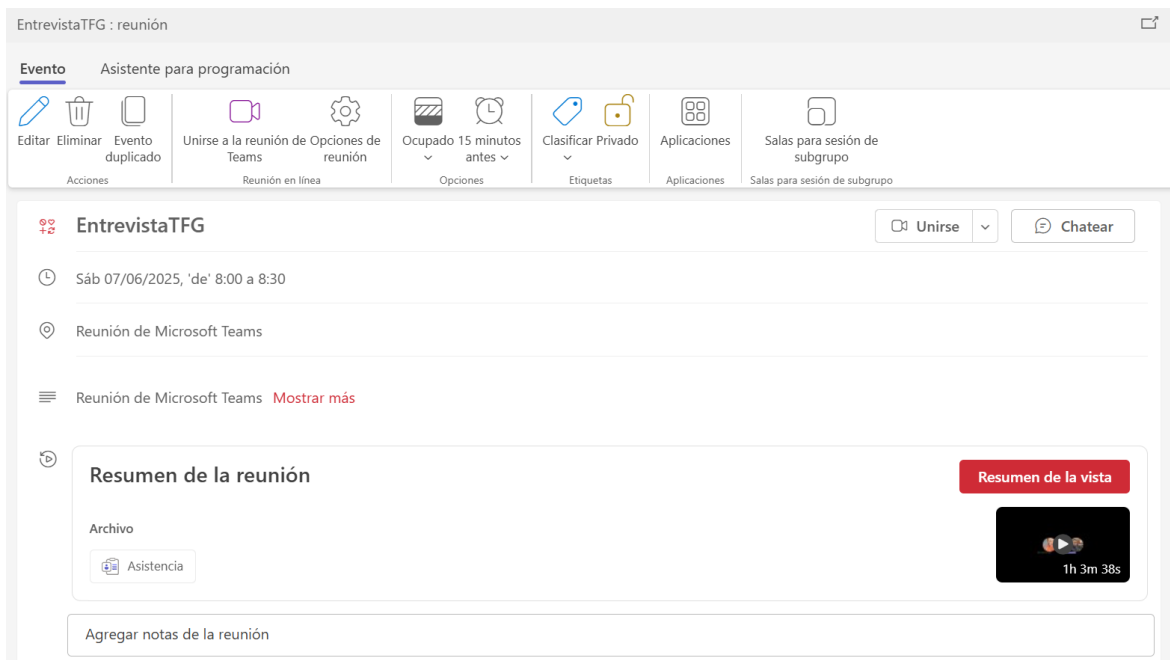 EntrevistaTFG : reunión
Evento Asistente para programación
Editar Eliminar Evento duplicado
Unirse a la reunión de Teams Opciones de reunión
Ocupado 15 minutos antes
Clasificar Privado
Aplicaciones
Salas para sesión de subgrupo
Acciones Reunión en línea Opciones Etiquetas Aplicaciones Salas para sesión de subgrupo
EntrevistaTFG Unirse Chatear
Sáb 07/06/2025, 'de' 8:00 a 8:30
Reunión de Microsoft Teams
Reunión de Microsoft Teams Mostrar más
Resumen de la reunión Resumen de la vista
Archivo
Asistencia
1h 3m 38s
Agregar notas de la reunión